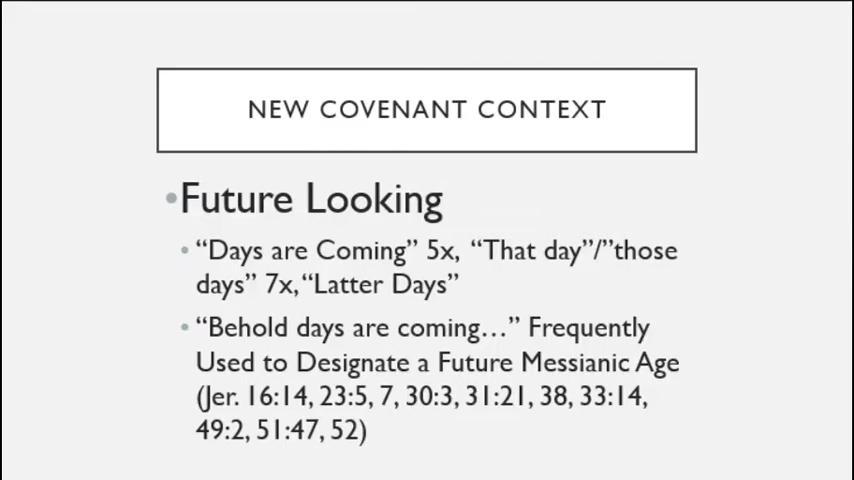 NEW COVENANT CONTEXT
•Future Looking
• “Days are Coming” 5x, “That day”/”those
days” 7x,“Latter Days”
• “Behold days are coming…” Frequently
Used to Designate a Future Messianic Age
(Jer. 16:14, 23:5, 7, 30:3, 31:21, 38, 33:14,
49:2, 51:47, 52)